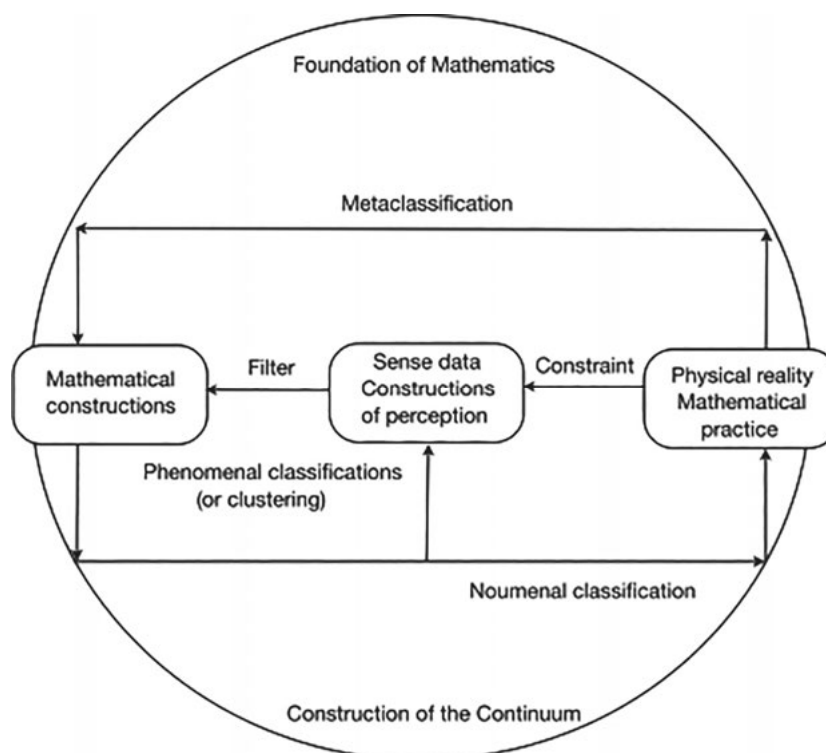 Foundation of Mathematics
Metaclassification
Mathematical
constructions
Filter
Sense data
Constructions
of perception
Constraint
Physical reality
Mathematical
practice
Phenomenal classifications
(or clustering)
Noumenal classification
Construction of the Continuum